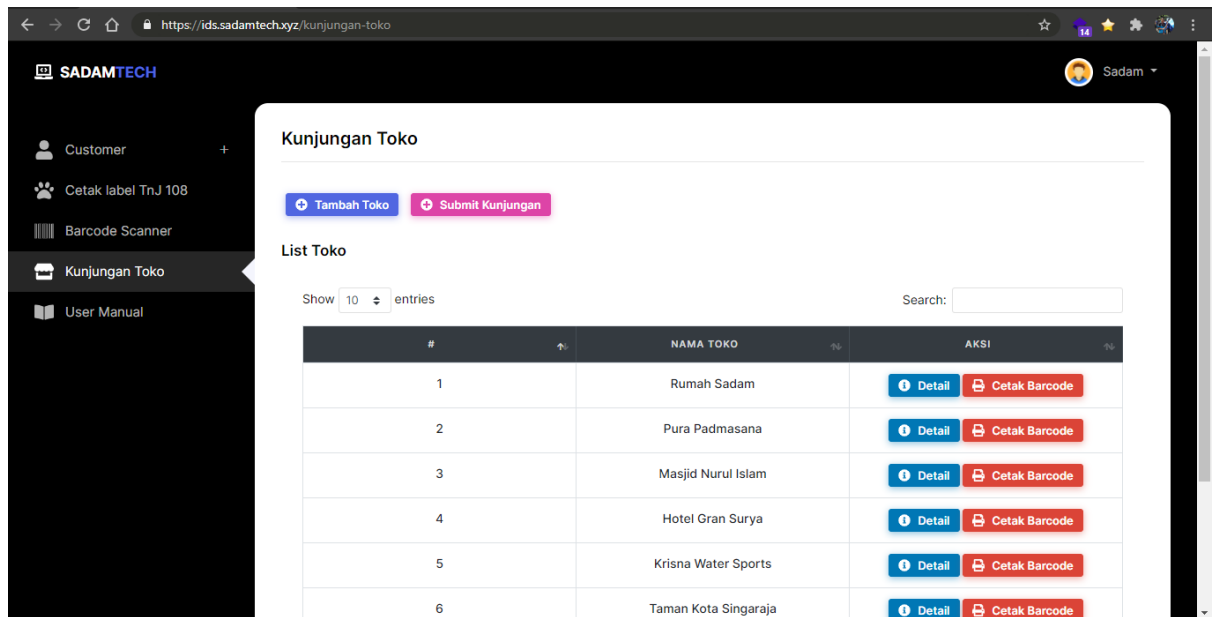 https://ids.sadamtech.xyz/kunjungan-toko
14
SADAMTECH
Sadam
Customer +
Cetak label TnJ 108
Barcode Scanner
Kunjungan Toko
User Manual
Kunjungan Toko
Tambah Toko Submit Kunjungan
List Toko
Show 10 entries Search:
# NAMA TOKO AKSI
1 Rumah Sadam Detail Cetak Barcode
2 Pura Padmasana Detail Cetak Barcode
3 Masjid Nurul Islam Detail Cetak Barcode
4 Hotel Gran Surya Detail Cetak Barcode
5 Krisna Water Sports Detail Cetak Barcode
6 Taman Kota Singaraja Detail Cetak Barcode